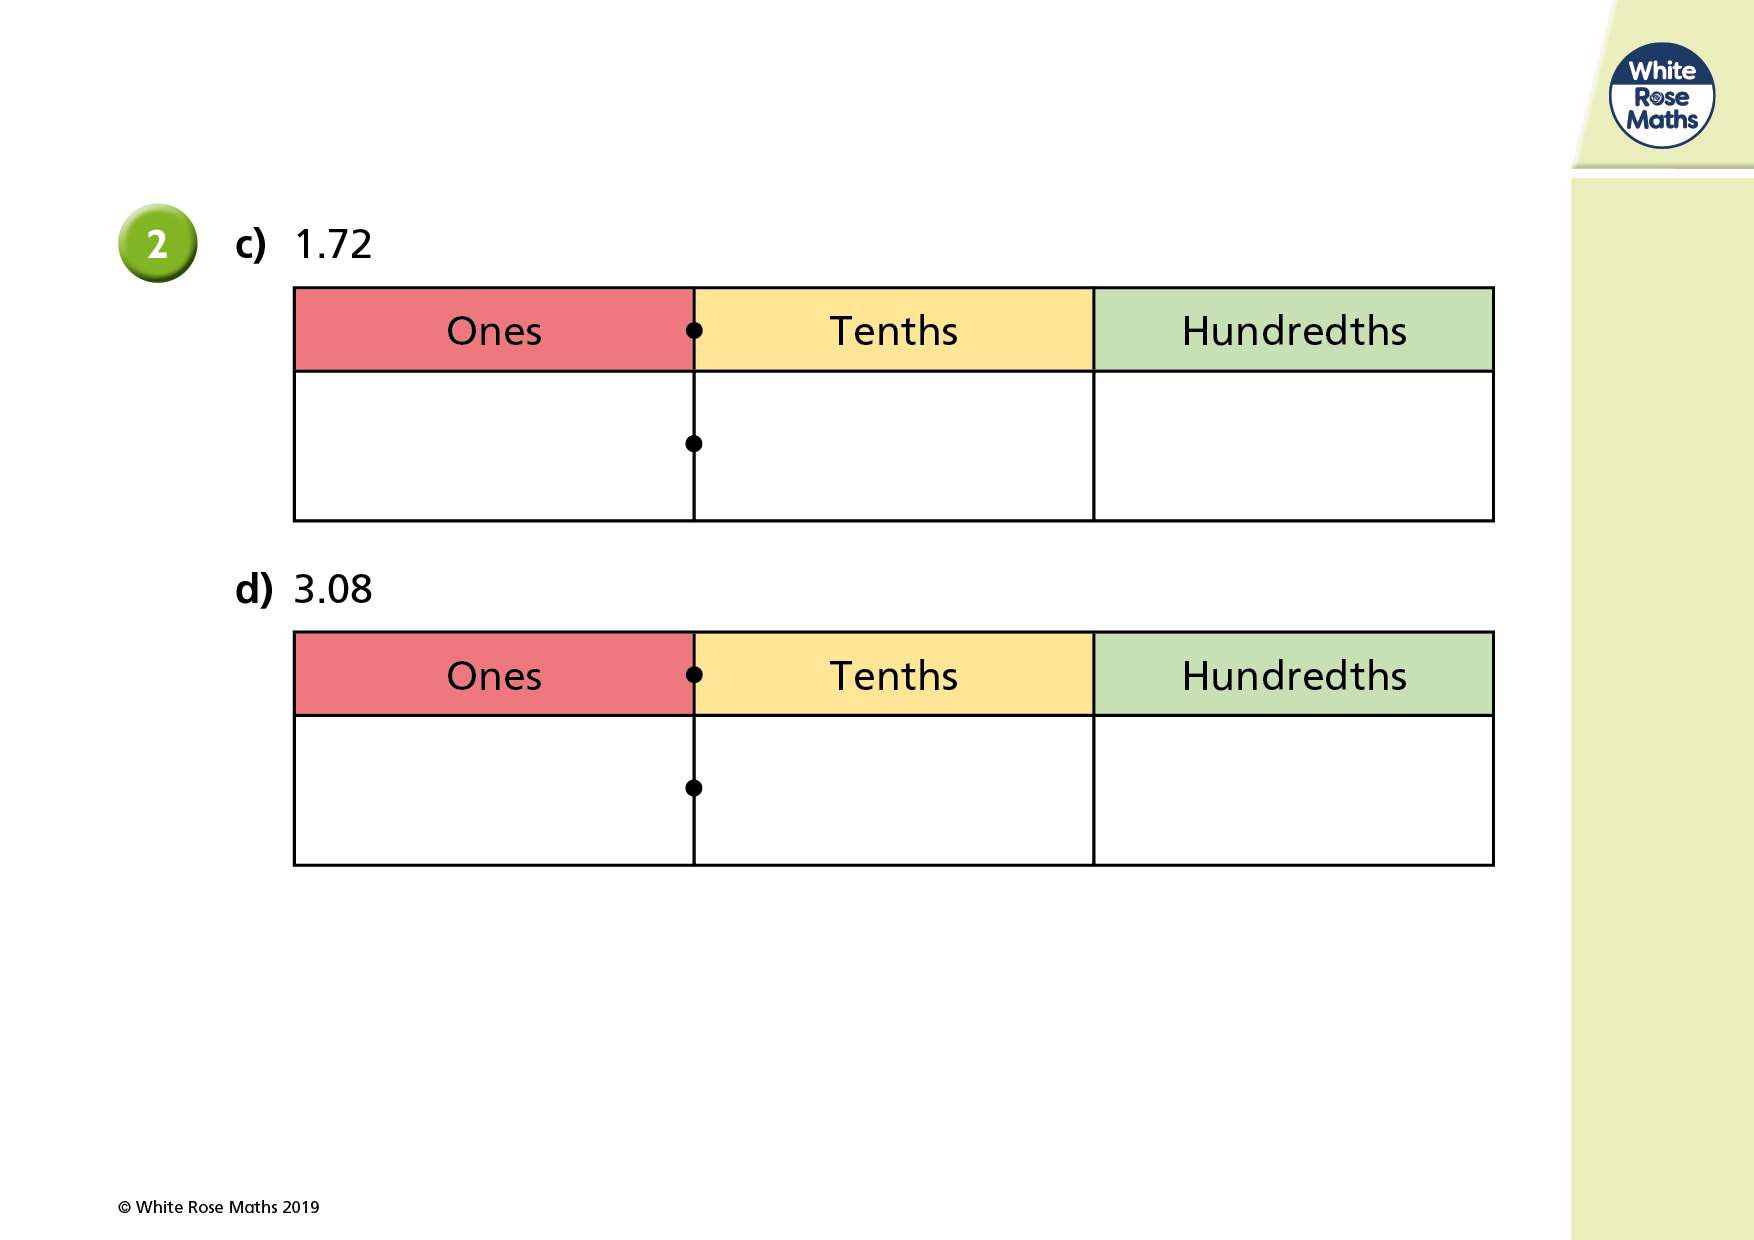 White
Rose
Maths
2 c) 1.72
Ones Tenths Hundredths
d) 3.08
Ones Tenths Hundredths
© White Rose Maths 2019